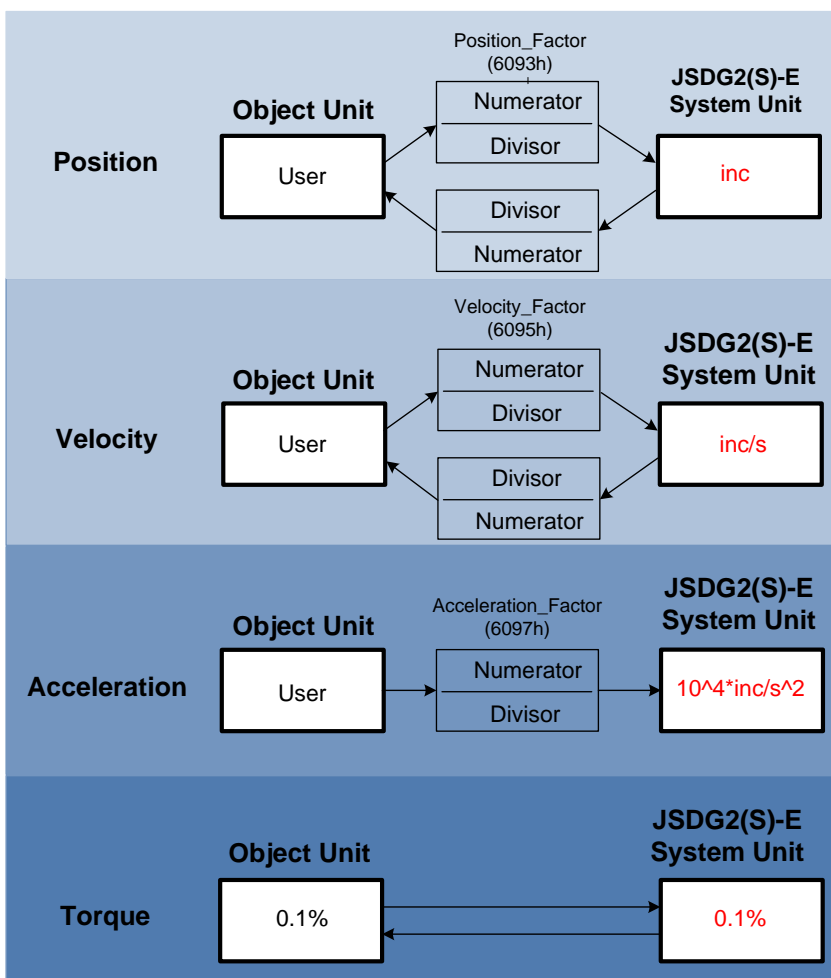 Position_Factor
(6093h)
JSDG2(S)-E
System Unit
Object Unit
Numerator
Divisor
Position
User
inc
Divisor
Numerator
Velocity_Factor
(6095h)
JSDG2(S)-E
System Unit
Object Unit
Numerator
Divisor
Velocity
User
inc/s
Divisor
Numerator
JSDG2(S)-E
System Unit
Acceleration_Factor
(6097h)
Object Unit
Numerator
Divisor
Acceleration
User
10^4*inc/s^2
JSDG2(S)-E
System Unit
Object Unit
Torque
0.1%
0.1%